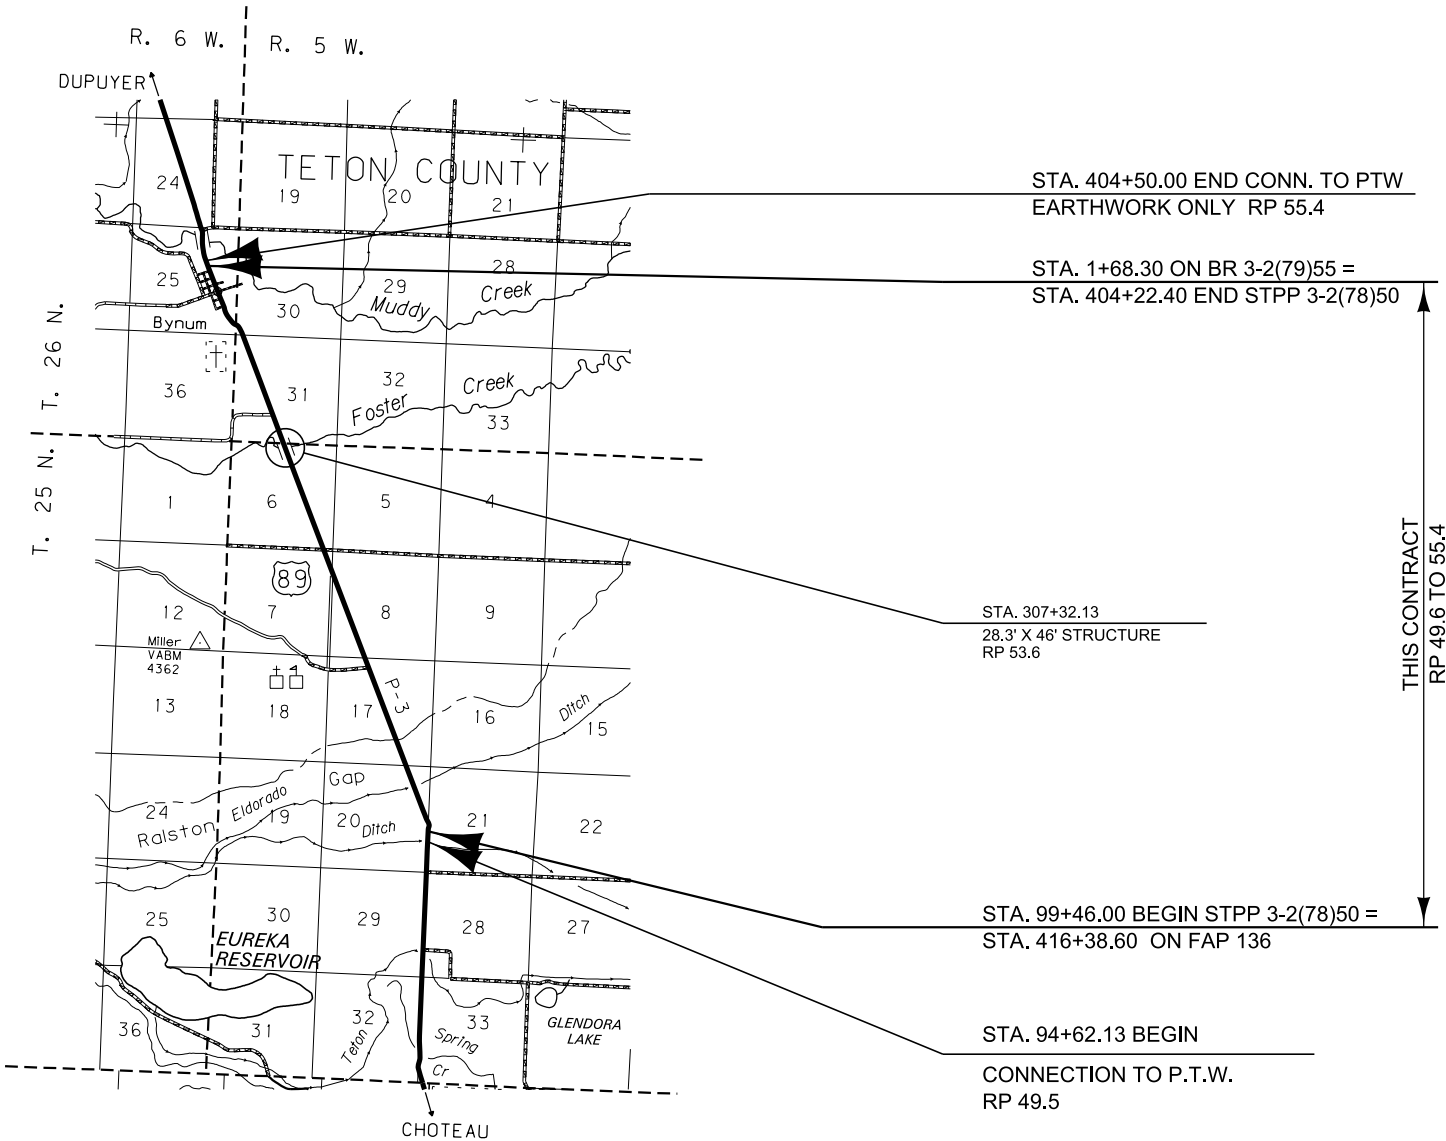 R. 6 W. R. 5 W.
DUPUYER
TETON COUNTY
24 19 20 21
STA. 404+50.00 END CONN. TO PTW
EARTHWORK ONLY RP 55.4
25 30 29 28
STA. 1+68.30 ON BR 3-2(79)55 =
STA. 404+22.40 END STPP 3-2(78)50
Muddy Creek
Bynum
T. 26 N.
36 31 32 33
Foster Creek
T. 25 N.
1 6 5 4
89
12 7 8 9
Miller
VABM
4362
STA. 307+32.13
28.3' X 46' STRUCTURE
RP 53.6
THIS CONTRACT
RP 49.6 TO 55.4
P-3
13 18 17 16 15
Ditch
Gap
Eldorado
Ralston
24 19 20 21 22
Ditch
25 30 29 28 27
STA. 99+46.00 BEGIN STPP 3-2(78)50 =
STA. 416+38.60 ON FAP 136
EUREKA
RESERVOIR
36 31 32 33
Teton
Spring
Cr
GLENDORA
LAKE
STA. 94+62.13 BEGIN
CONNECTION TO P.T.W.
RP 49.5
CHOTEAU